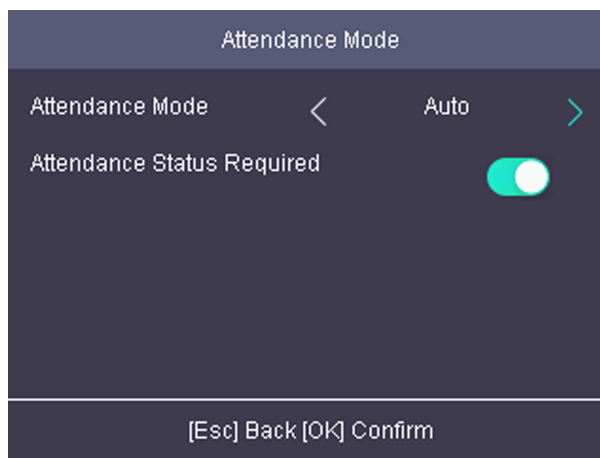 Attendance Mode
Attendance Mode < Auto >
Attendance Status Required
[Esc] Back [OK] Confirm